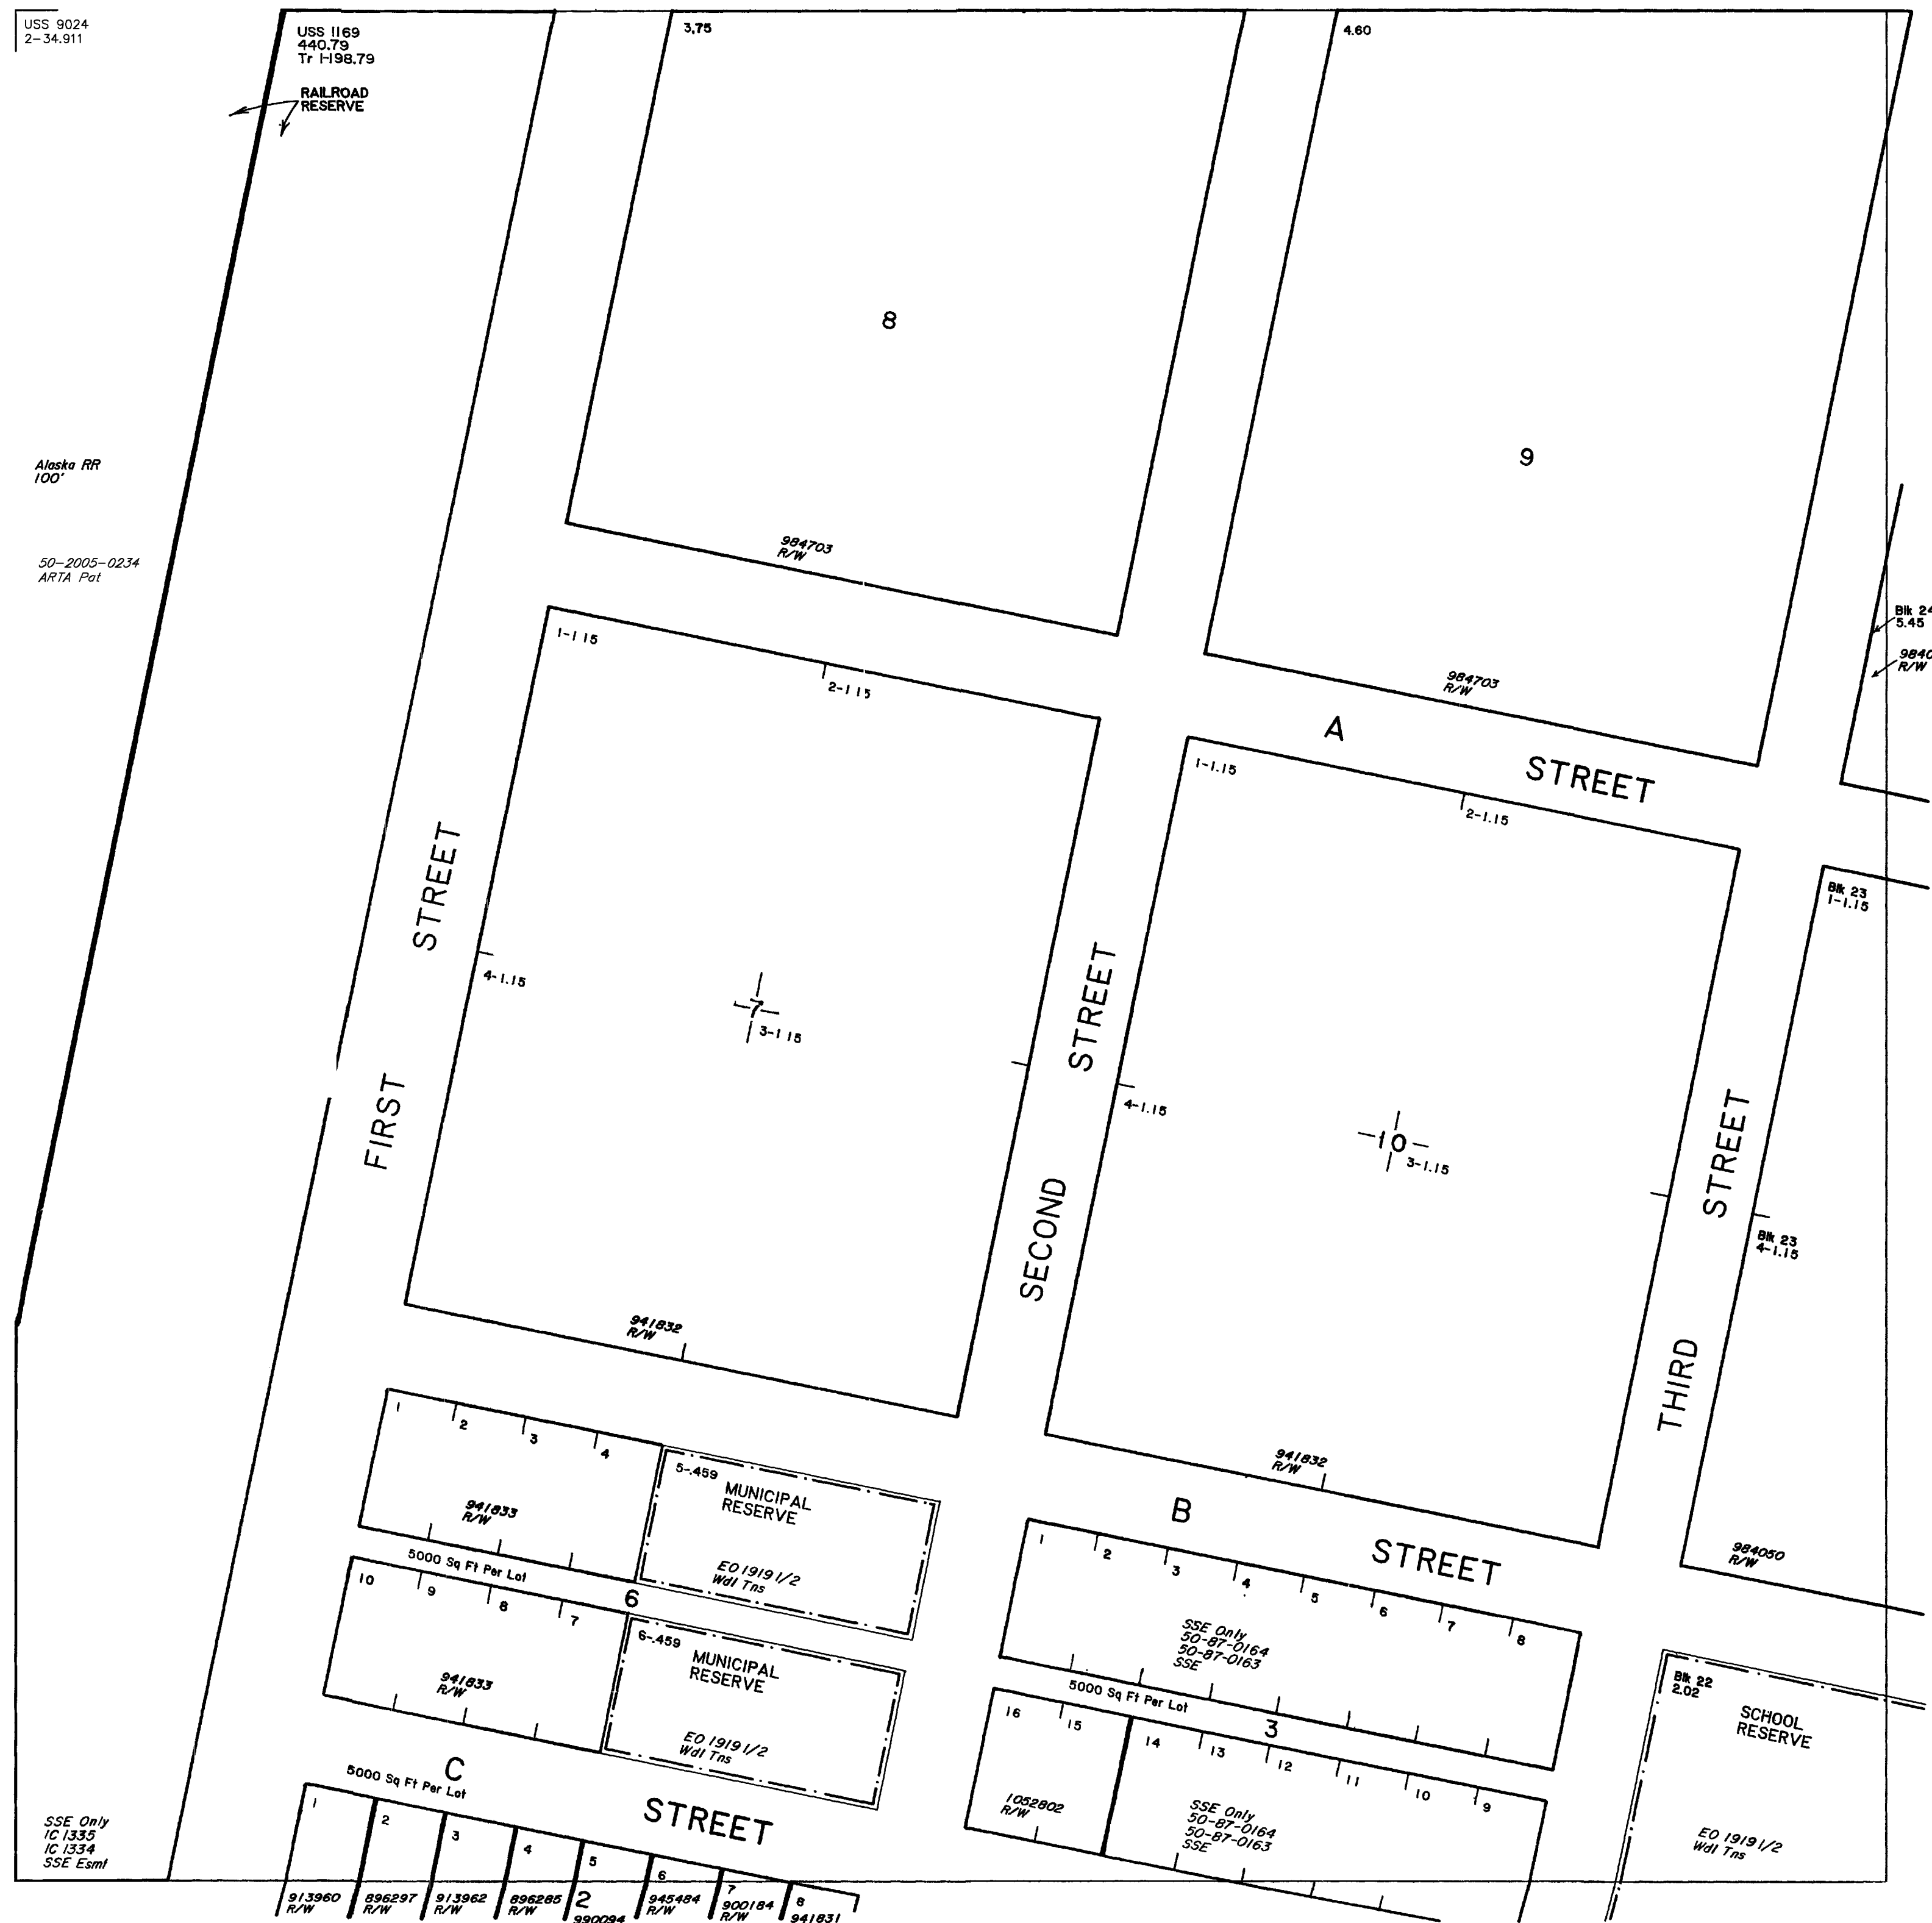 USS 9024
2-34.911
USS 1169
440.79
Tr 1-198.79
RAILROAD
RESERVE
3.75
4.60
8
9
Alaska RR
100'
50-2005-0234
ARTA Pat
984703
R/W
984703
R/W
Blk 24
5.45
9840
R/W
1-1.15
2-1.15
A
STREET
1-1.15
2-1.15
Blk 23
1-1.15
FIRST
STREET
4-1.15
7
3-1.15
SECOND
STREET
4-1.15
10
3-1.15
THIRD
STREET
Blk 23
4-1.15
941832
R/W
941832
R/W
B
STREET
984050
R/W
1
2
3
4
941833
R/W
5-.459
MUNICIPAL
RESERVE
EO 1919 1/2
Wdl Tns
5000 Sq Ft Per Lot
6
10
9
8
7
941833
R/W
6-.459
MUNICIPAL
RESERVE
EO 1919 1/2
Wdl Tns
1
2
3
4
5
6
7
8
SSE Only
50-87-0164
50-87-0163
SSE
5000 Sq Ft Per Lot
3
16
15
14
13
12
11
10
9
1052802
R/W
SSE Only
50-87-0164
50-87-0163
SSE
Blk 22
2.02
SCHOOL
RESERVE
EO 1919 1/2
Wdl Tns
C
STREET
5000 Sq Ft Per Lot
SSE Only
IC 1335
IC 1334
SSE Esmt
1
2
3
4
5
6
7
8
913960
R/W
896297
R/W
913962
R/W
896285
R/W
2
990094
945484
R/W
900184
R/W
941831